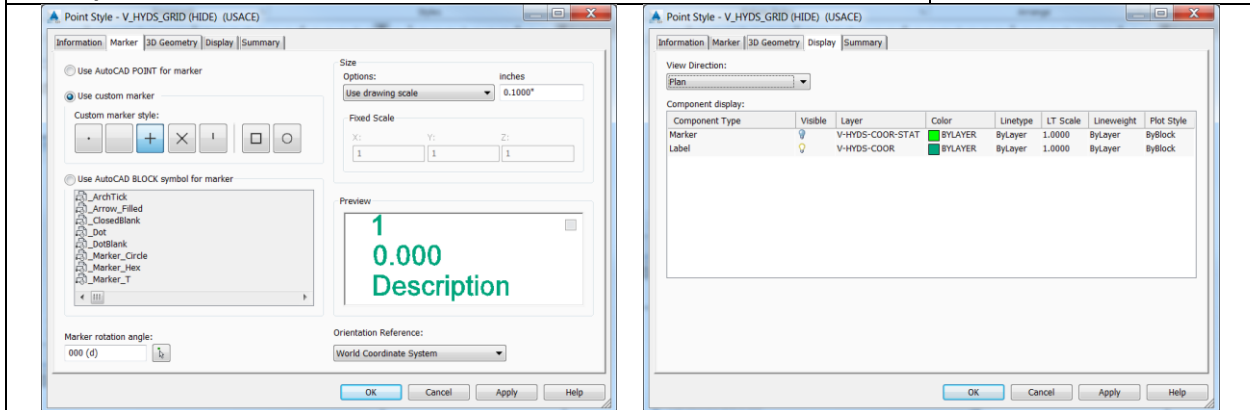 Point Style - V_HYDS_GRID (HIDE) (USACE)
Information Marker 3D Geometry Display Summary
Use AutoCAD POINT for marker
Use custom marker
Custom marker style:
Use AutoCAD BLOCK symbol for marker
_ArchTick
_Arrow_Filled
_ClosedBlank
_Dot
_DotBlank
_Marker_Circle
_Marker_Hex
_Marker_T
Marker rotation angle:
000 (d)
Size
Options: inches
Use drawing scale 0.1000"
Fixed Scale
X: Y: Z:
1 1 1
Preview
1
0.000
Description
Orientation Reference:
World Coordinate System
OK Cancel Apply Help
Point Style - V_HYDS_GRID (HIDE) (USACE)
Information Marker 3D Geometry Display Summary
View Direction:
Plan
Component display:
Component Type Visible Layer Color Linetype LT Scale Lineweight Plot Style
Marker V-HYDS-COOR-STAT BYLAYER ByLayer 1.0000 ByLayer ByBlock
Label V-HYDS-COOR BYLAYER ByLayer 1.0000 ByLayer ByBlock
OK Cancel Apply Help